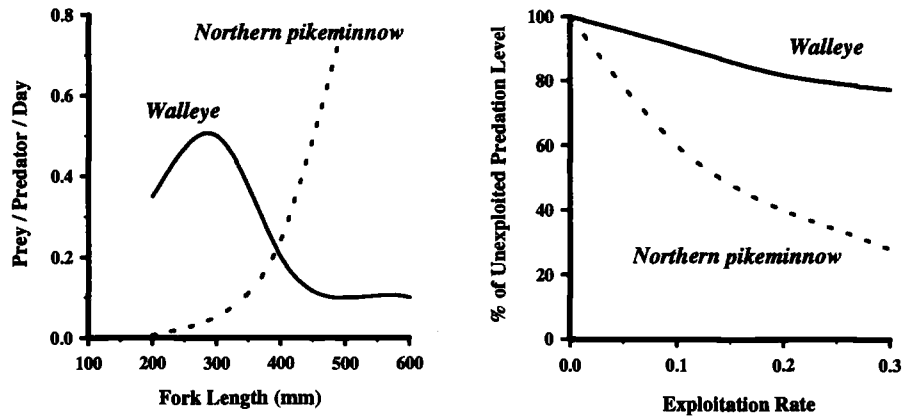 Prey / Predator / Day
0.8
0.6
0.4
0.2
0.0
100
200
300
400
500
600
Fork Length (mm)
Northern pikeminnow
Walleye
% of Unexploited Predation Level
100
80
60
40
20
0
0.0
0.1
0.2
0.3
Exploitation Rate
Walleye
Northern pikeminnow